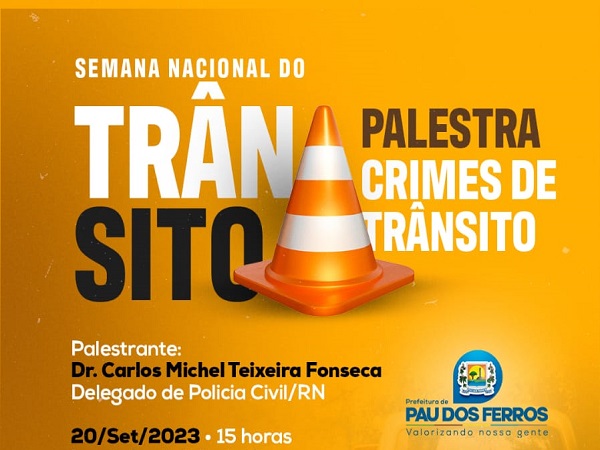 SEMANA NACIONAL DO
TRÂN
SITO
PALESTRA
CRIMES DE
TRÂNSITO
Palestrante:
Dr. Carlos Michel Teixeira Fonseca
Delegado de Policia Civil/RN
20/Set/2023 • 15 horas
Prefeitura de
PAU DOS FERROS
Valorizando nossa gente